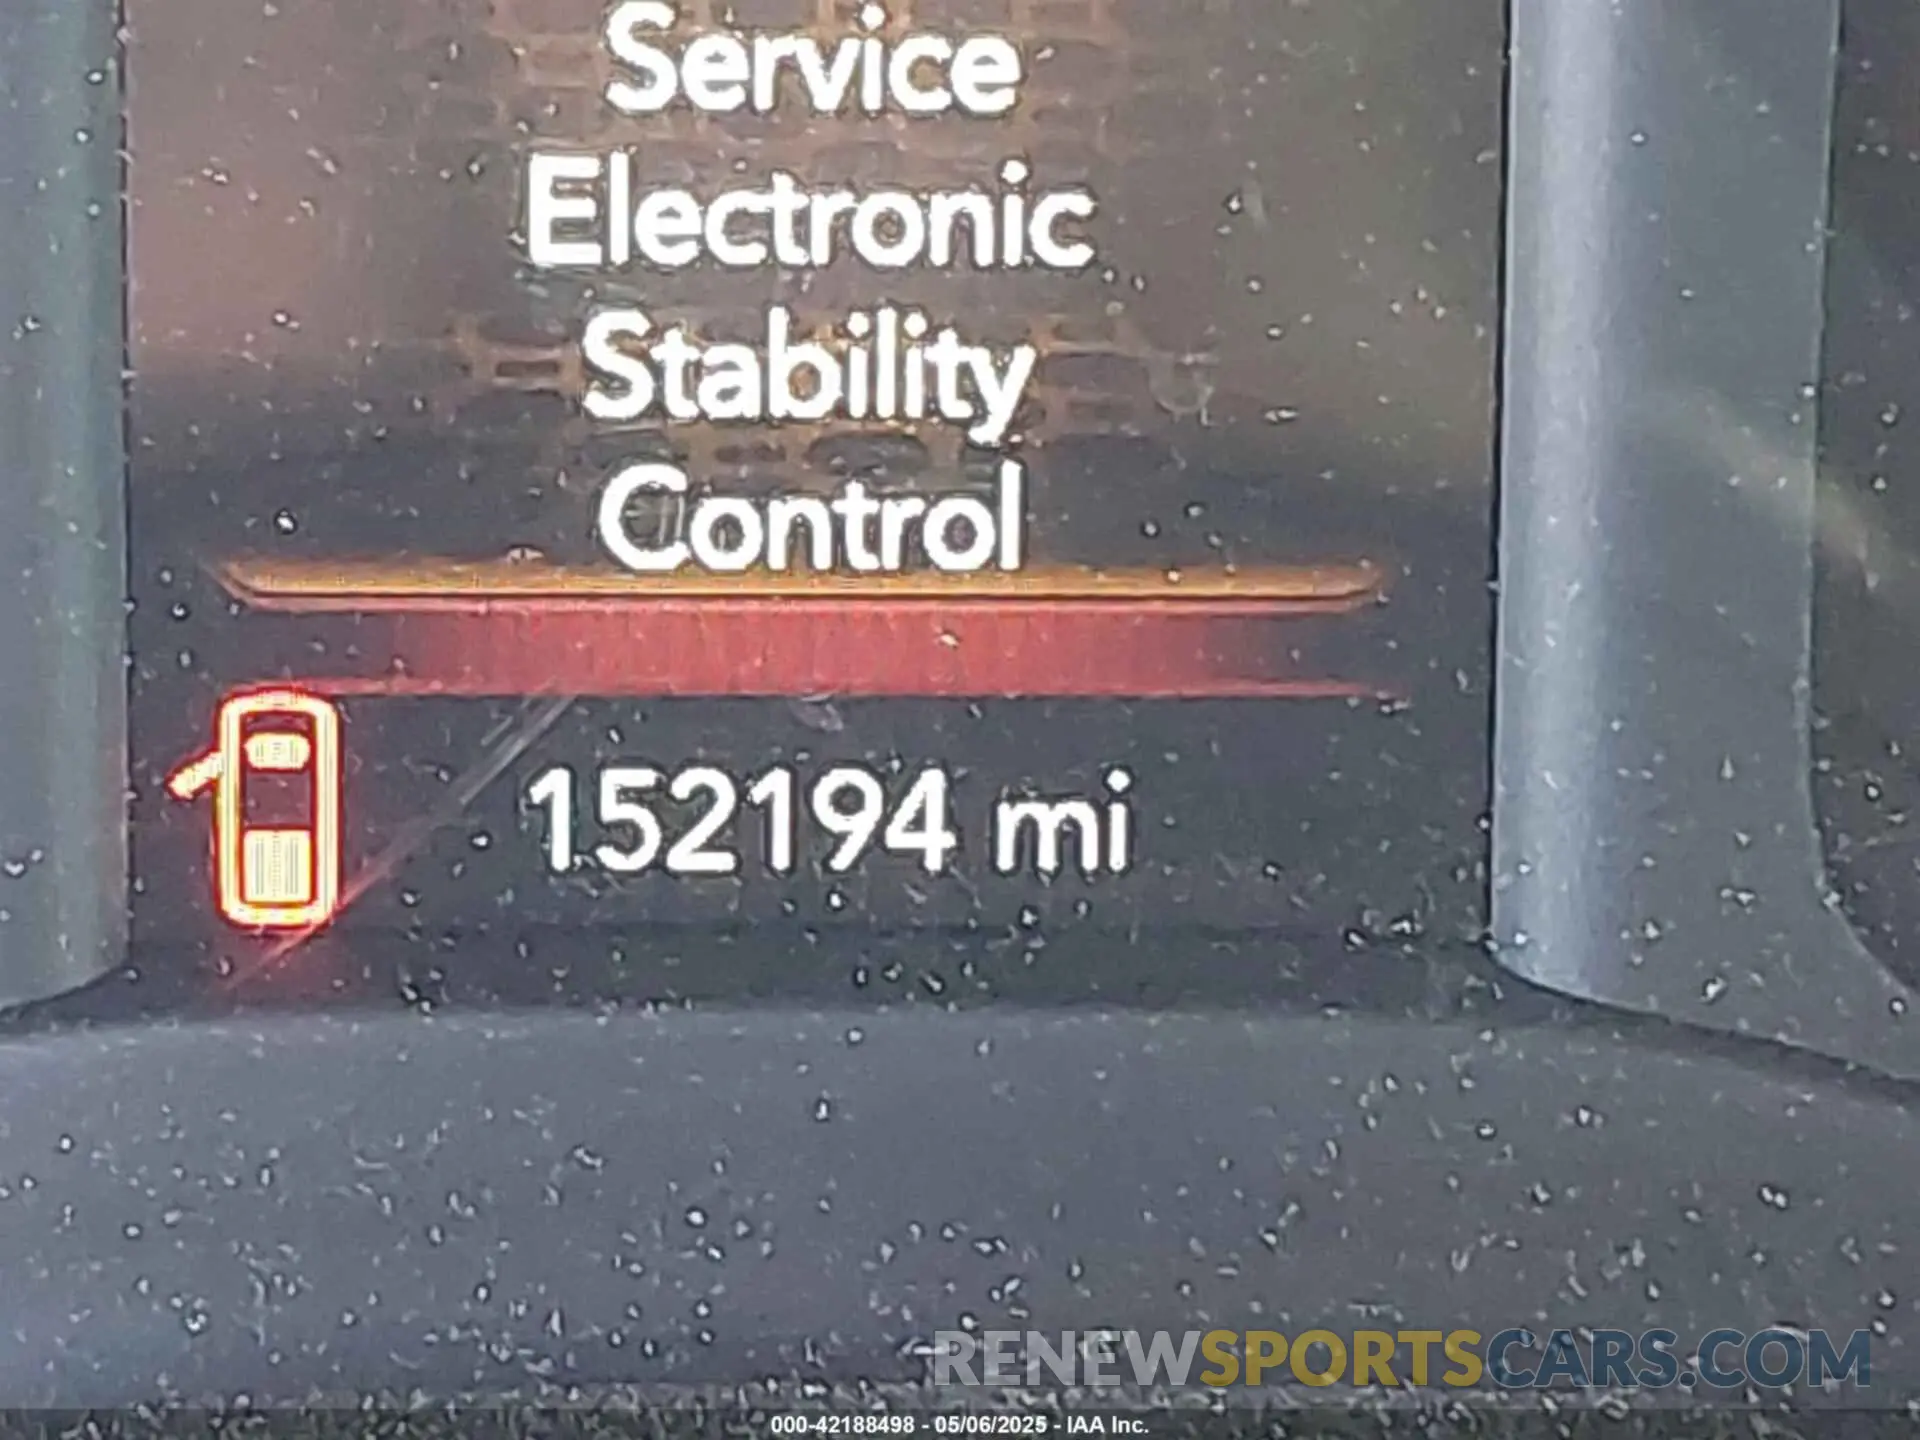 Service
Electronic
Stability
Control
152194 mi
RENEWSPORTSCARS.COM
000-42188498 - 05/06/2025 - IAA Inc.